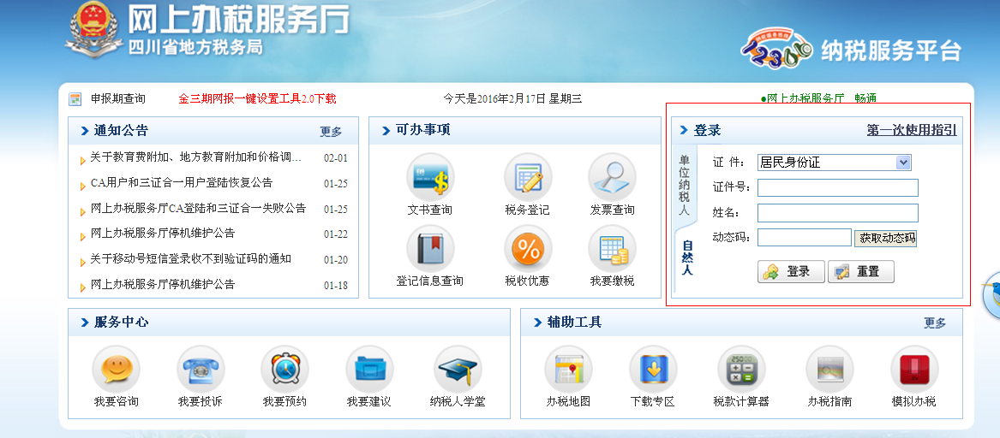 网上办税服务厅
四川省地方税务局
12366 纳税服务平台
申报期查询 金三期网报一键设置工具2.0下载 今天是2016年2月17日 星期三 ●网上办税服务厅 畅通
通知公告 更多
关于教育费附加、地方教育附加和价格调... 02-01
CA用户和三证合一用户登陆恢复公告 01-25
网上办税服务厅CA登陆和三证合一失败公告 01-25
网上办税服务厅停机维护公告 01-22
关于移动号短信登录收不到验证码的通知 01-20
网上办税服务厅停机维护公告 01-18
可办事项
文书查询 税务登记 发票查询
登记信息查询 税收优惠 我要缴税
登录 第一次使用指引
单位纳税人
自然人
证 件: 居民身份证
证件号:
姓名:
动态码: 获取动态码
登录 重置
服务中心
我要咨询 我要投诉 我要预约 我要建议 纳税人学堂
辅助工具 更多
办税地图 下载专区 税款计算器 办税指南 模拟办税